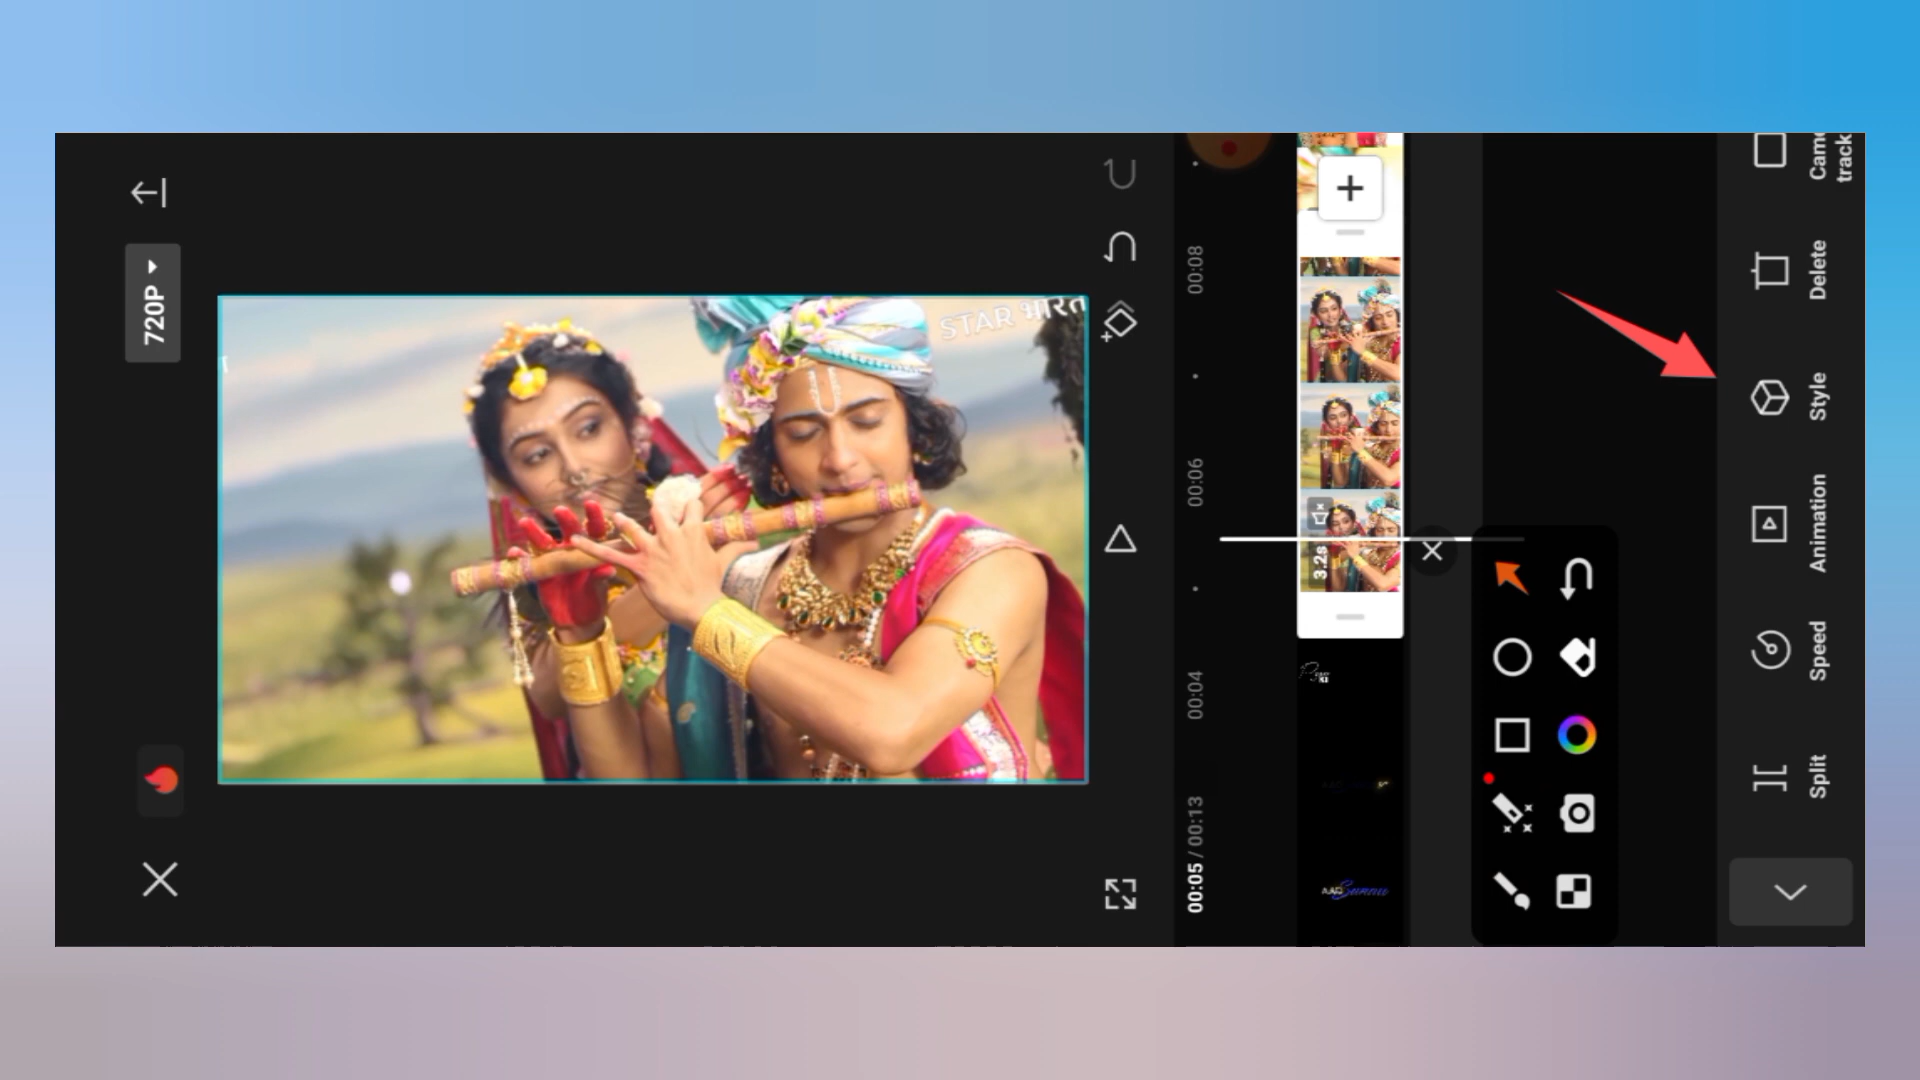 720P
STAR भारत
00:05 / 00:13
00:04
00:06
00:08
3.2s
Split
Speed
Animation
Style
Delete
track